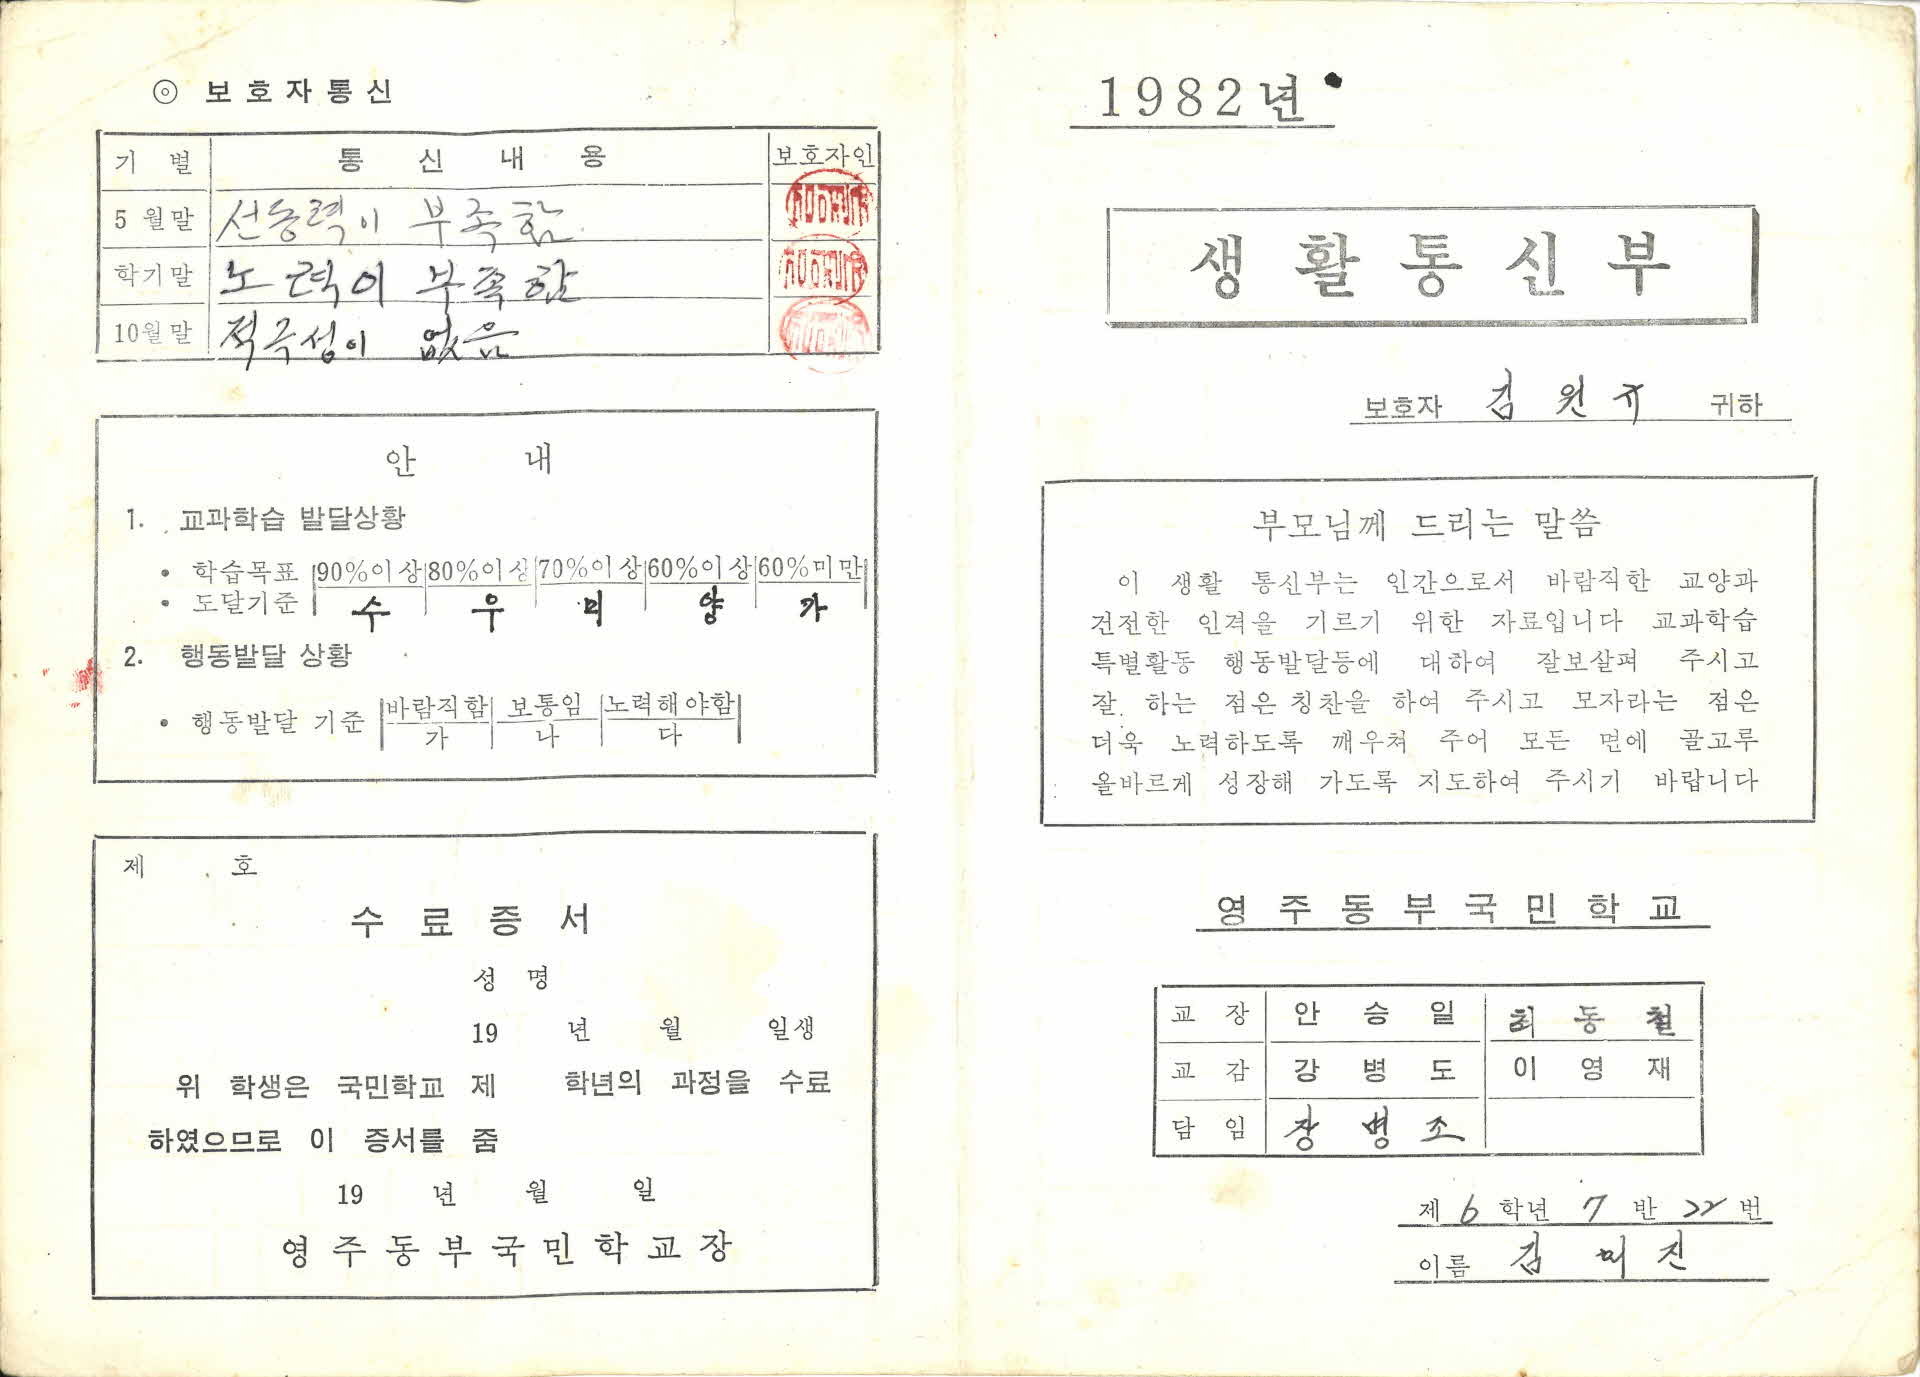 ◎ 보호자통신
기별 통신내용 보호자인
5월말 선동력이 부족함
학기말 노력이 부족함
10월말 적극성이 없음
안 내
1. 교과학습 발달상황
• 학습목표 90%이상 80%이상 70%이상 60%이상 60%미만
• 도달기준 수 우 미 양 가
2. 행동발달 상황
• 행동발달 기준 바람직함 보통임 노력해야함
가 나 다
제 호
수료증서
성 명
19 년 월 일생
위 학생은 국민학교 제 학년의 과정을 수료
하였으므로 이 증서를 줌
19 년 월 일
영주동부국민학교장
1982년
생활통신부
보호자 김원규 귀하
부모님께 드리는 말씀
이 생활 통신부는 인간으로서 바람직한 교양과
건전한 인격을 기르기 위한 자료입니다 교과학습
특별활동 행동발달등에 대하여 잘보살펴 주시고
잘 하는 점은 칭찬을 하여 주시고 모자라는 점은
더욱 노력하도록 깨우쳐 주어 모든 면에 골고루
올바르게 성장해 가도록 지도하여 주시기 바랍니다
영주동부국민학교
교장 안승일 최동철
교감 강병도 이영재
담임 장병조
제 6 학년 7 반 22 번
이름 김미진